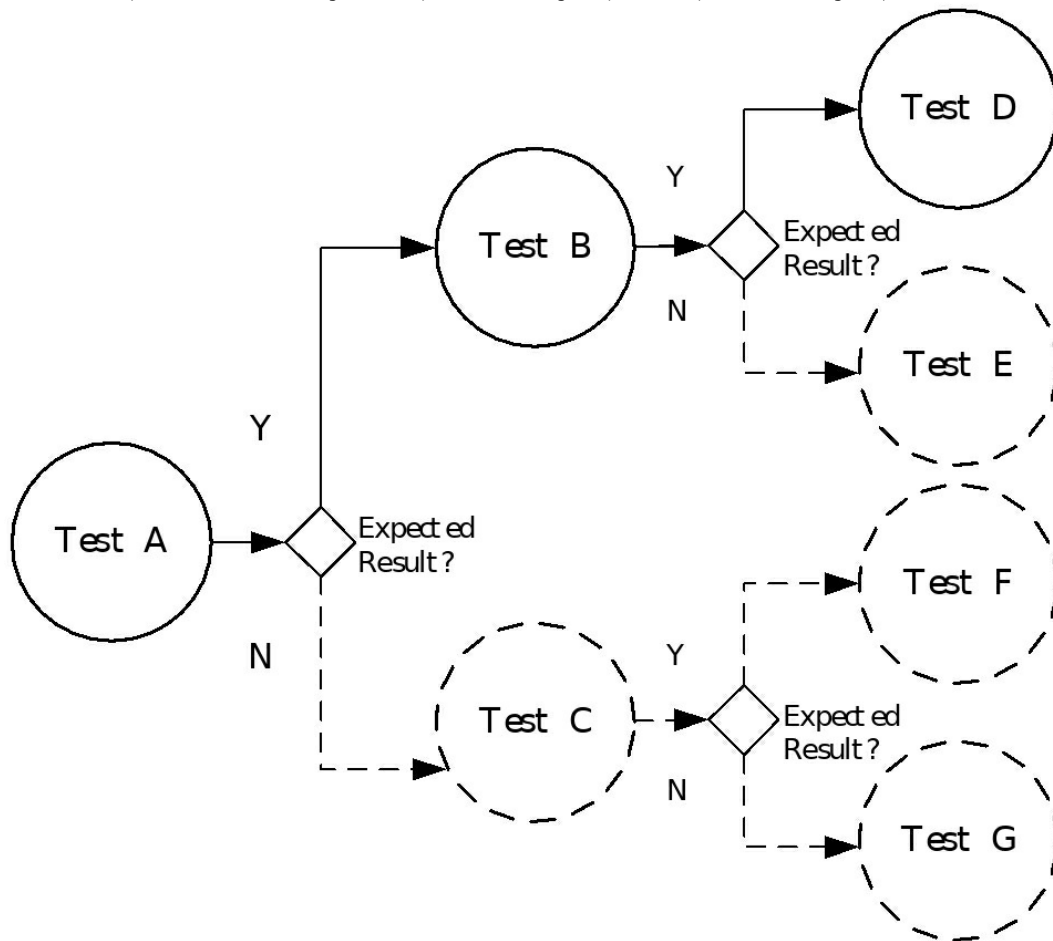 Test D
Y
Test B
Expected
Result?
N
Test E
Y
Test A
Expected
Result?
Test F
N
Y
Test C
Expected
Result?
N
Test G